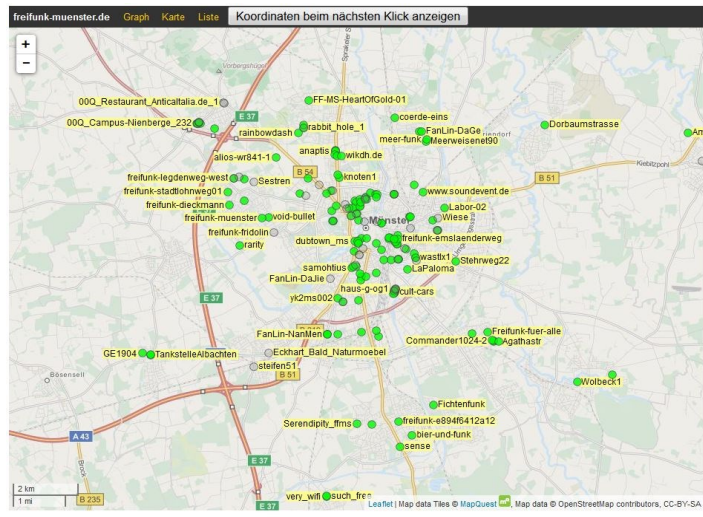 freifunk-muenster.de Graph Karte Liste Koordinaten beim nächsten Klick anzeigen
+
−
Vorbergshügel
00Q_Restaurant_AnticaItalia.de_1
FF-MS-HeartOfGold-01
E 37
coerde-eins
00Q_Campus-Nienberge_232
rainbowdash
rabbit_hole_1
FanLin-DaGe
Dorbaumstrasse
meer-funk
Meerweisenet90
alios-wr841-1
anaptis
wikdh.de
B 54
B 51
freifunk-legdenweg-west
Sestren
knoten1
freifunk-stadtlohnweg01
www.soundevent.de
freifunk-dieckmann
Labor-02
freifunk-muenster
void-bullet
Münster
Wiese
freifunk-fridolin
rarity
dubtown_ms
freifunk-emslaenderweg
wastlx1
Stehrweg22
samohtius
LaPaloma
FanLin-DaJie
haus-g-og1
cult-cars
E 37
yk2ms002
FanLin-NanMen
Freifunk-fuer-alle
Commander1024-2
Agathastr
GE1904
TankstelleAlbachten
Eckhart_Bald_Naturmoebel
steifen51
B 51
Bösensell
Wolbeck1
Fichtenfunk
Serendipity_ffms
freifunk-e894f6412a12
A 43
bier-und-funk
sense
E 37
B 235
2 km
1 mi
very_wifi
such_free
Leaflet | Map data Tiles © MapQuest, Map data © OpenStreetMap contributors, CC-BY-SA